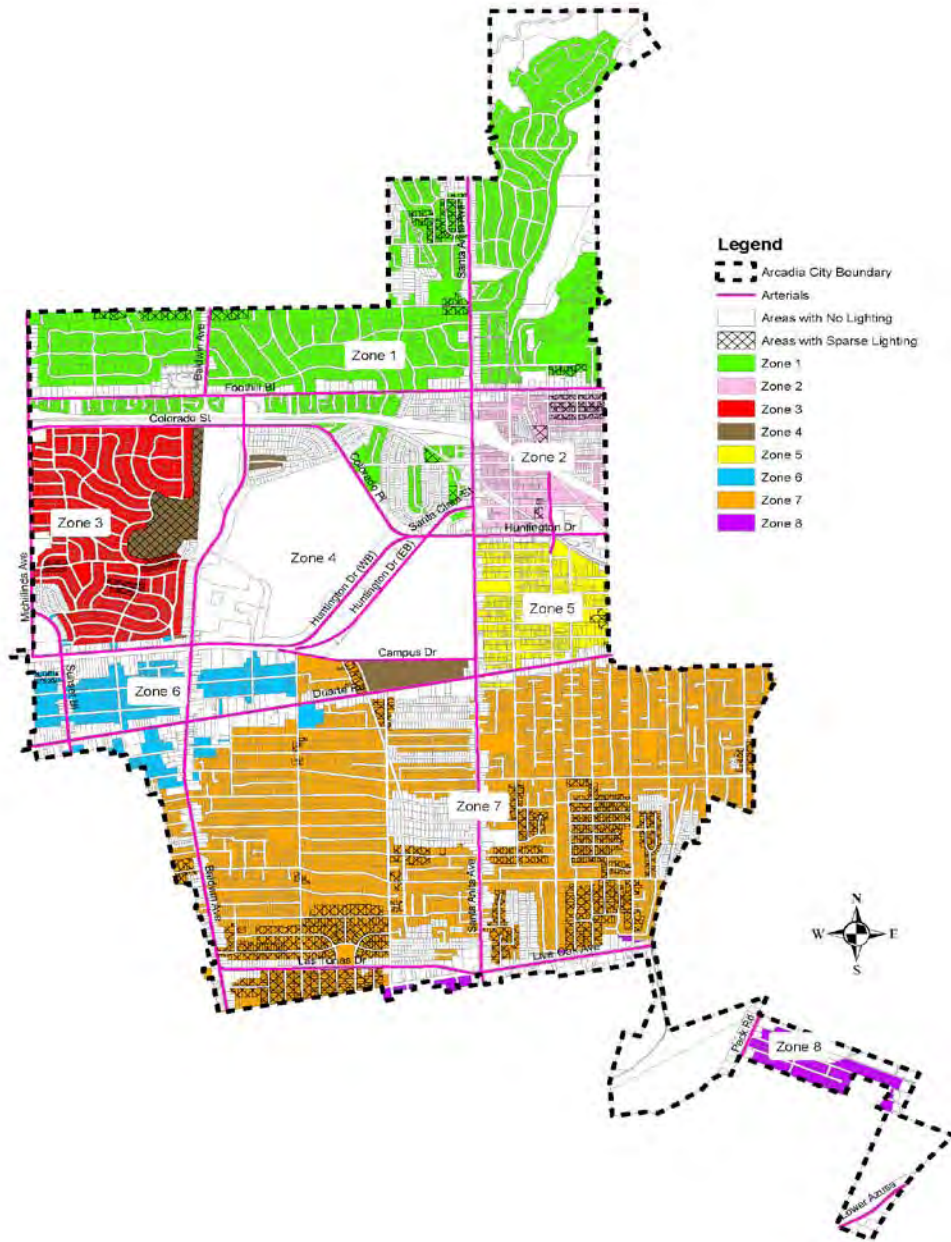 Santa Anita Ave
Legend
Arcadia City Boundary
Arterials
Areas with No Lighting
Areas with Sparse Lighting
Zone 1
Zone 2
Zone 3
Zone 4
Zone 5
Zone 6
Zone 7
Zone 8
Baldwin Ave
Zone 1
Foothill Bl
Colorado St
Colorado Pl
Zone 2
Santa Clara St
Huntington Dr
Zone 3
Zone 4
Huntington Dr (WB)
Huntington Dr (EB)
Michillinda Ave
Zone 5
Campus Dr
Zone 6
Sunset Bl
Duarte Rd
Zone 7
Baldwin Ave
Santa Anita Ave
Las Tunas Dr
Live Oak Ave
N
W
E
S
Peck Rd
Zone 8
Lower Azusa